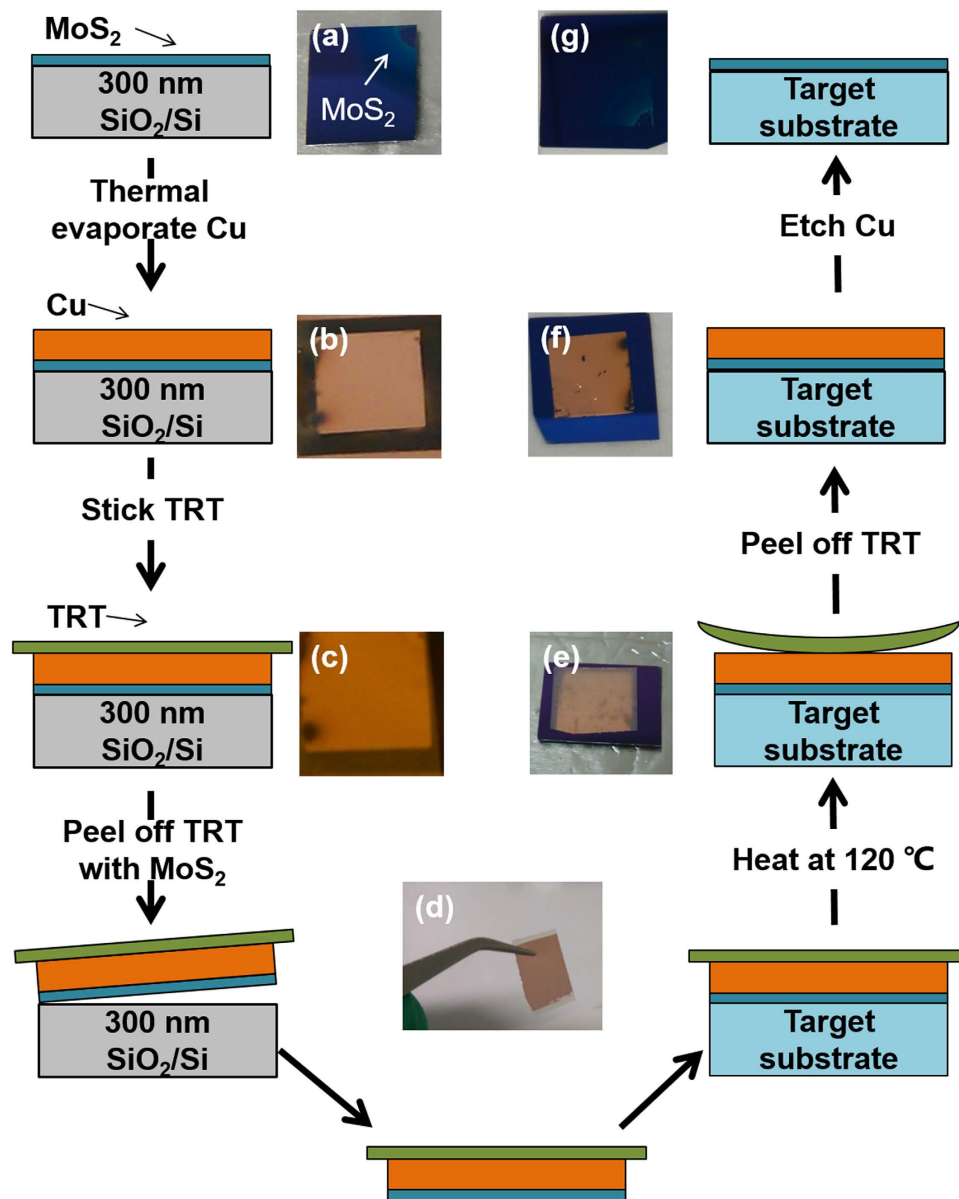 MoS₂
300 nm
SiO₂/Si
(a)
MoS₂
(g)
Target
substrate
Thermal
evaporate Cu
Etch Cu
Cu
300 nm
SiO₂/Si
(b)
(f)
Target
substrate
Stick TRT
Peel off TRT
TRT
300 nm
SiO₂/Si
(c)
(e)
Target
substrate
Peel off TRT
with MoS₂
Heat at 120 ℃
(d)
300 nm
SiO₂/Si
Target
substrate